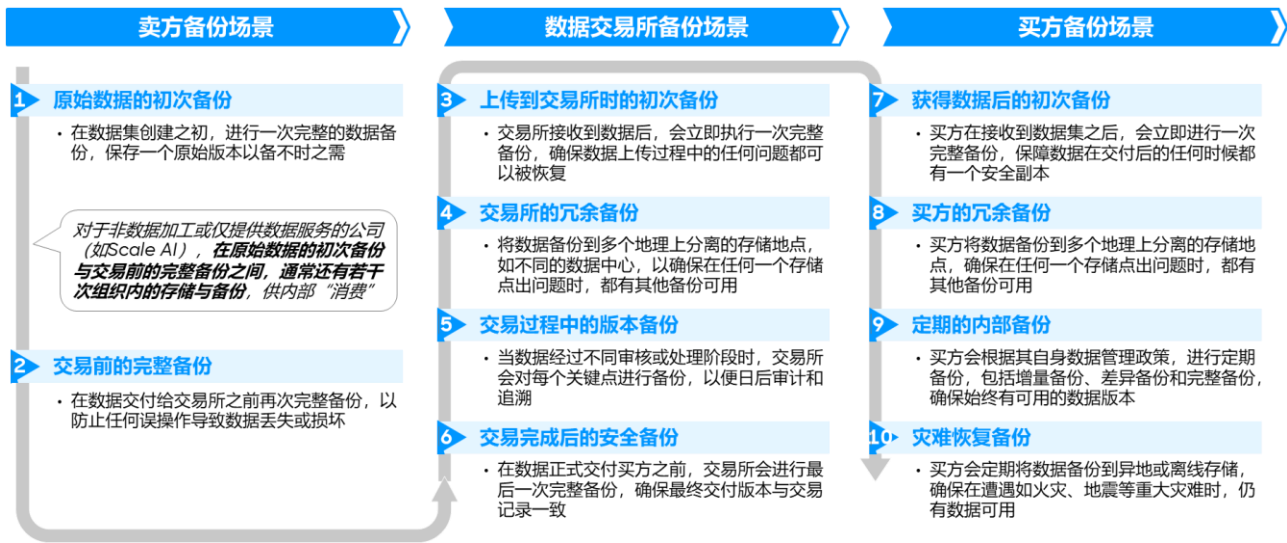 卖方备份场景
1 原始数据的初次备份
・在数据集创建之初，进行一次完整的数据备
份，保存一个原始版本以备不时之需
对于非数据加工或仅提供数据服务的公司
（如Scale AI），在原始数据的初次备份
与交易前的完整备份之间，通常还有若干
次组织内的存储与备份，供内部“消费”
2 交易前的完整备份
・在数据交付给交易所之前再次完整备份，以
防止任何误操作导致数据丢失或损坏
数据交易所备份场景
3 上传到交易所时的初次备份
・交易所接收到数据后，会立即执行一次完整
备份，确保数据上传过程中的任何问题都可
以被恢复
4 交易所的冗余备份
・将数据备份到多个地理上分离的存储地点，
如不同的数据中心，以确保在任何一个存储
点出问题时，都有其他备份可用
5 交易过程中的版本备份
・当数据经过不同审核或处理阶段时，交易所
会对每个关键点进行备份，以便日后审计和
追溯
6 交易完成后的安全备份
・在数据正式交付买方之前，交易所会进行最
后一次完整备份，确保最终交付版本与交易
记录一致
买方备份场景
7 获得数据后的初次备份
・买方在接收到数据集之后，会立即进行一次
完整备份，保障数据在交付后的任何时候都
有一个安全副本
8 买方的冗余备份
・买方将数据备份到多个地理上分离的存储地
点，确保在任何一个存储点出问题时，都有
其他备份可用
9 定期的内部备份
・买方会根据其自身数据管理政策，进行定期
备份，包括增量备份、差异备份和完整备份，
确保始终有可用的数据版本
10 灾难恢复备份
・买方会定期将数据备份到异地或离线存储，
确保在遭遇如火灾、地震等重大灾难时，仍
有数据可用